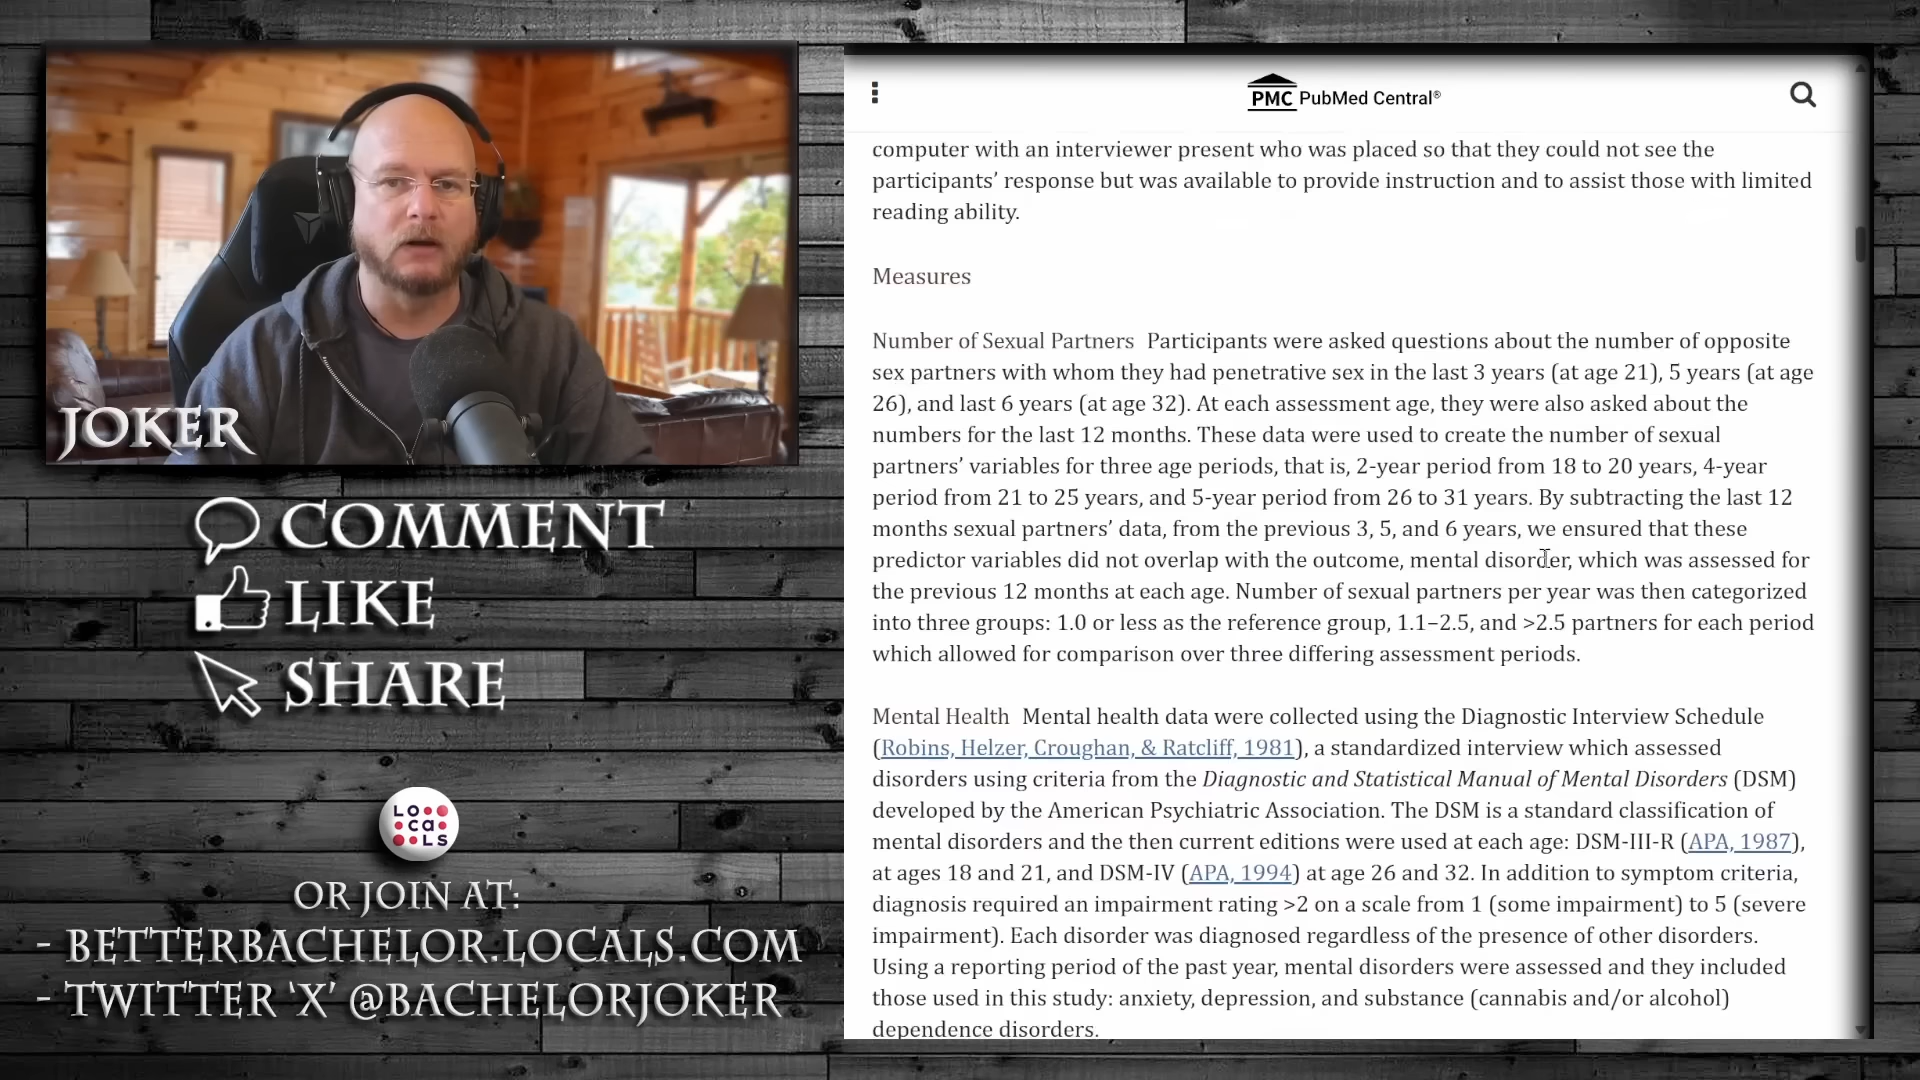 JOKER
COMMENT
LIKE
SHARE
LOCALS
OR JOIN AT:
- BETTERBACHELOR.LOCALS.COM
- TWITTER ‘X’ @BACHELORJOKER
PMC PubMed Central®
computer with an interviewer present who was placed so that they could not see the
participants’ response but was available to provide instruction and to assist those with limited
reading ability.
Measures
Number of Sexual Partners Participants were asked questions about the number of opposite
sex partners with whom they had penetrative sex in the last 3 years (at age 21), 5 years (at age
26), and last 6 years (at age 32). At each assessment age, they were also asked about the
numbers for the last 12 months. These data were used to create the number of sexual
partners’ variables for three age periods, that is, 2-year period from 18 to 20 years, 4-year
period from 21 to 25 years, and 5-year period from 26 to 31 years. By subtracting the last 12
months sexual partners’ data, from the previous 3, 5, and 6 years, we ensured that these
predictor variables did not overlap with the outcome, mental disorder, which was assessed for
the previous 12 months at each age. Number of sexual partners per year was then categorized
into three groups: 1.0 or less as the reference group, 1.1–2.5, and >2.5 partners for each period
which allowed for comparison over three differing assessment periods.
Mental Health Mental health data were collected using the Diagnostic Interview Schedule
(Robins, Helzer, Croughan, & Ratcliff, 1981), a standardized interview which assessed
disorders using criteria from the Diagnostic and Statistical Manual of Mental Disorders (DSM)
developed by the American Psychiatric Association. The DSM is a standard classification of
mental disorders and the then current editions were used at each age: DSM-III-R (APA, 1987),
at ages 18 and 21, and DSM-IV (APA, 1994) at age 26 and 32. In addition to symptom criteria,
diagnosis required an impairment rating >2 on a scale from 1 (some impairment) to 5 (severe
impairment). Each disorder was diagnosed regardless of the presence of other disorders.
Using a reporting period of the past year, mental disorders were assessed and they included
those used in this study: anxiety, depression, and substance (cannabis and/or alcohol)
dependence disorders.